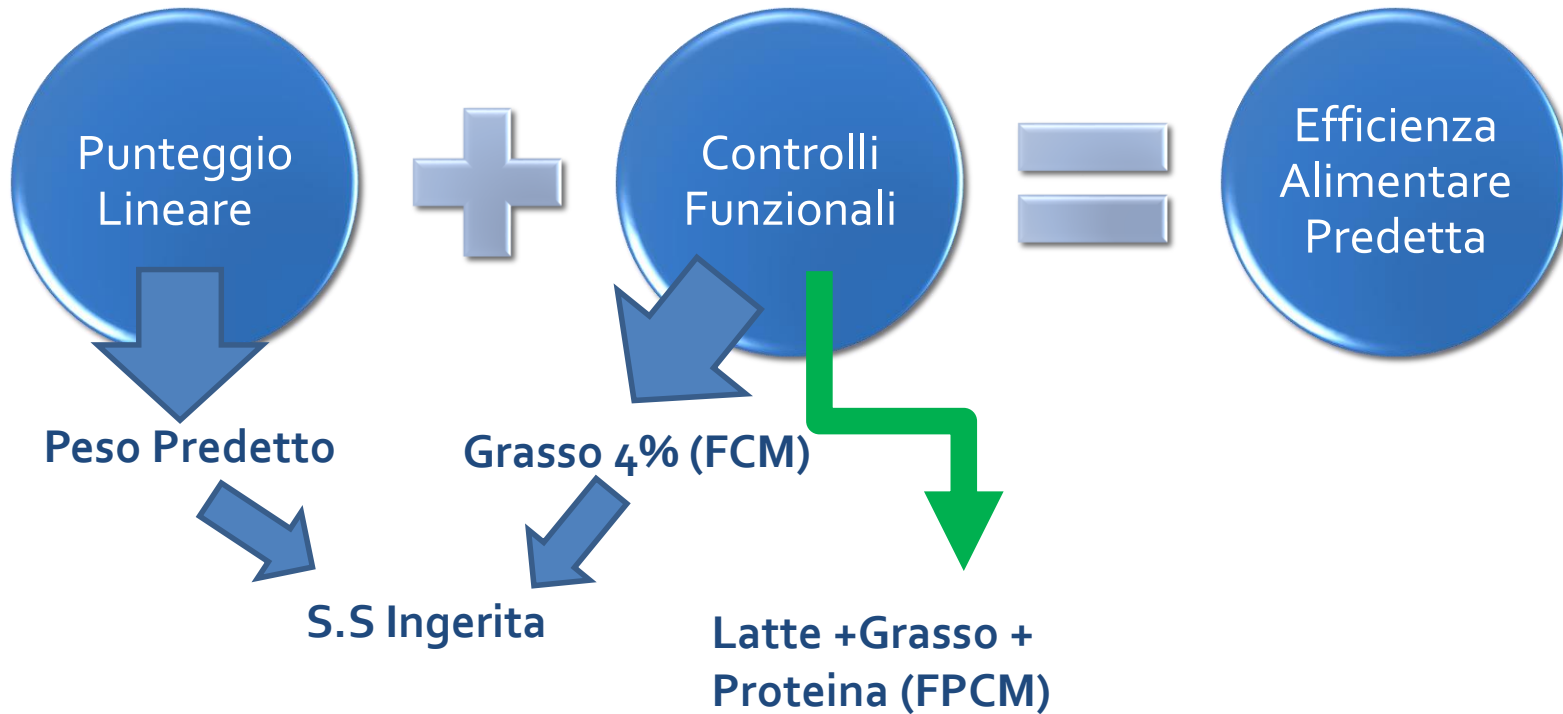 Punteggio
Lineare
Controlli
Funzionali
Efficienza
Alimentare
Predetta
Peso Predetto
Grasso 4% (FCM)
S.S Ingerita
Latte +Grasso +
Proteina (FPCM)